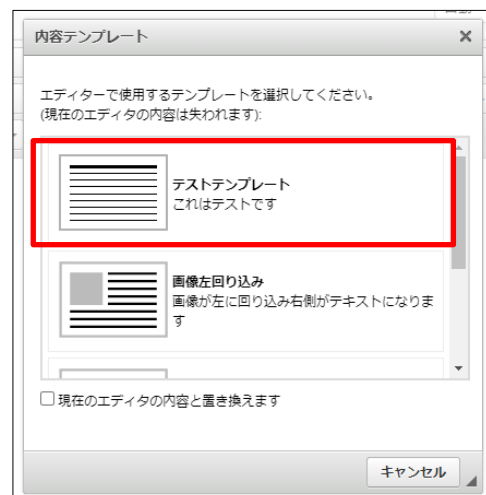 内容テンプレート
エディターで使用するテンプレートを選択してください。
(現在のエディタの内容は失われます):
テストテンプレート
これはテストです
画像左回り込み
画像が左に回り込み右側がテキストになりま
す
現在のエディタの内容と置き換えます
キャンセル